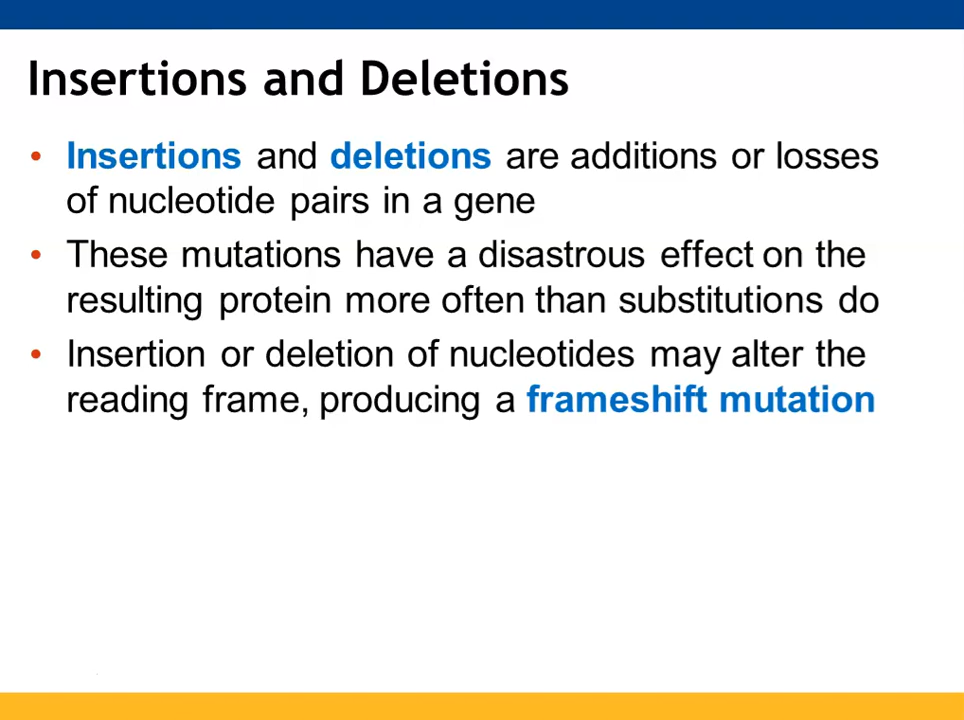 Insertions and Deletions
• Insertions and deletions are additions or losses
of nucleotide pairs in a gene
• These mutations have a disastrous effect on the
resulting protein more often than substitutions do
• Insertion or deletion of nucleotides may alter the
reading frame, producing a frameshift mutation